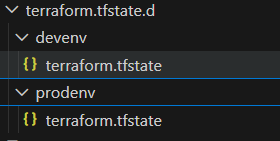 terraform.tfstate.d
devenv
{} terraform.tfstate
prodenv
{} terraform.tfstate